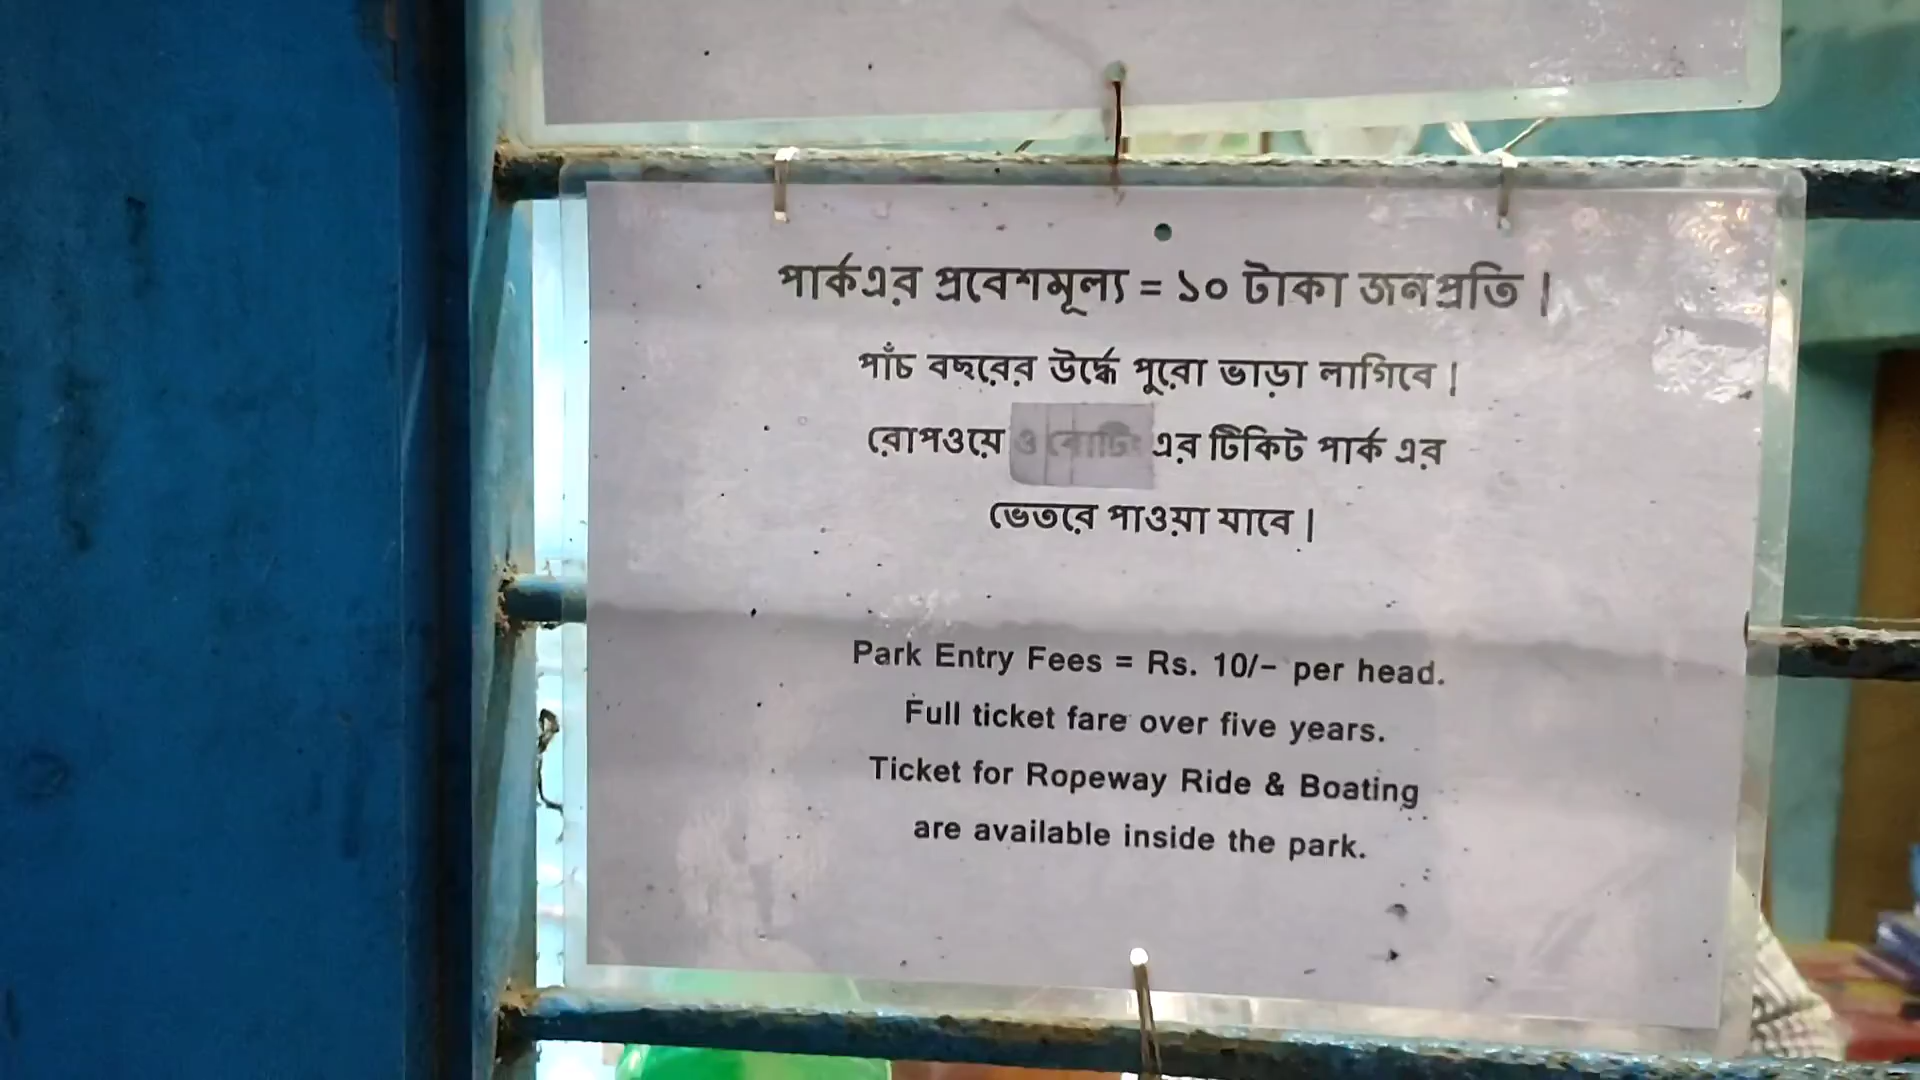 পার্কএর প্রবেশমূল্য = ১০ টাকা জনপ্রতি |
পাঁচ বছরের উর্দ্ধে পুরো ভাড়া লাগিবে |
রোপওয়ে ও বোটিং এর টিকিট পার্ক এর
ভেতরে পাওয়া যাবে |
Park Entry Fees = Rs. 10/- per head.
Full ticket fare over five years.
Ticket for Ropeway Ride & Boating
are available inside the park.